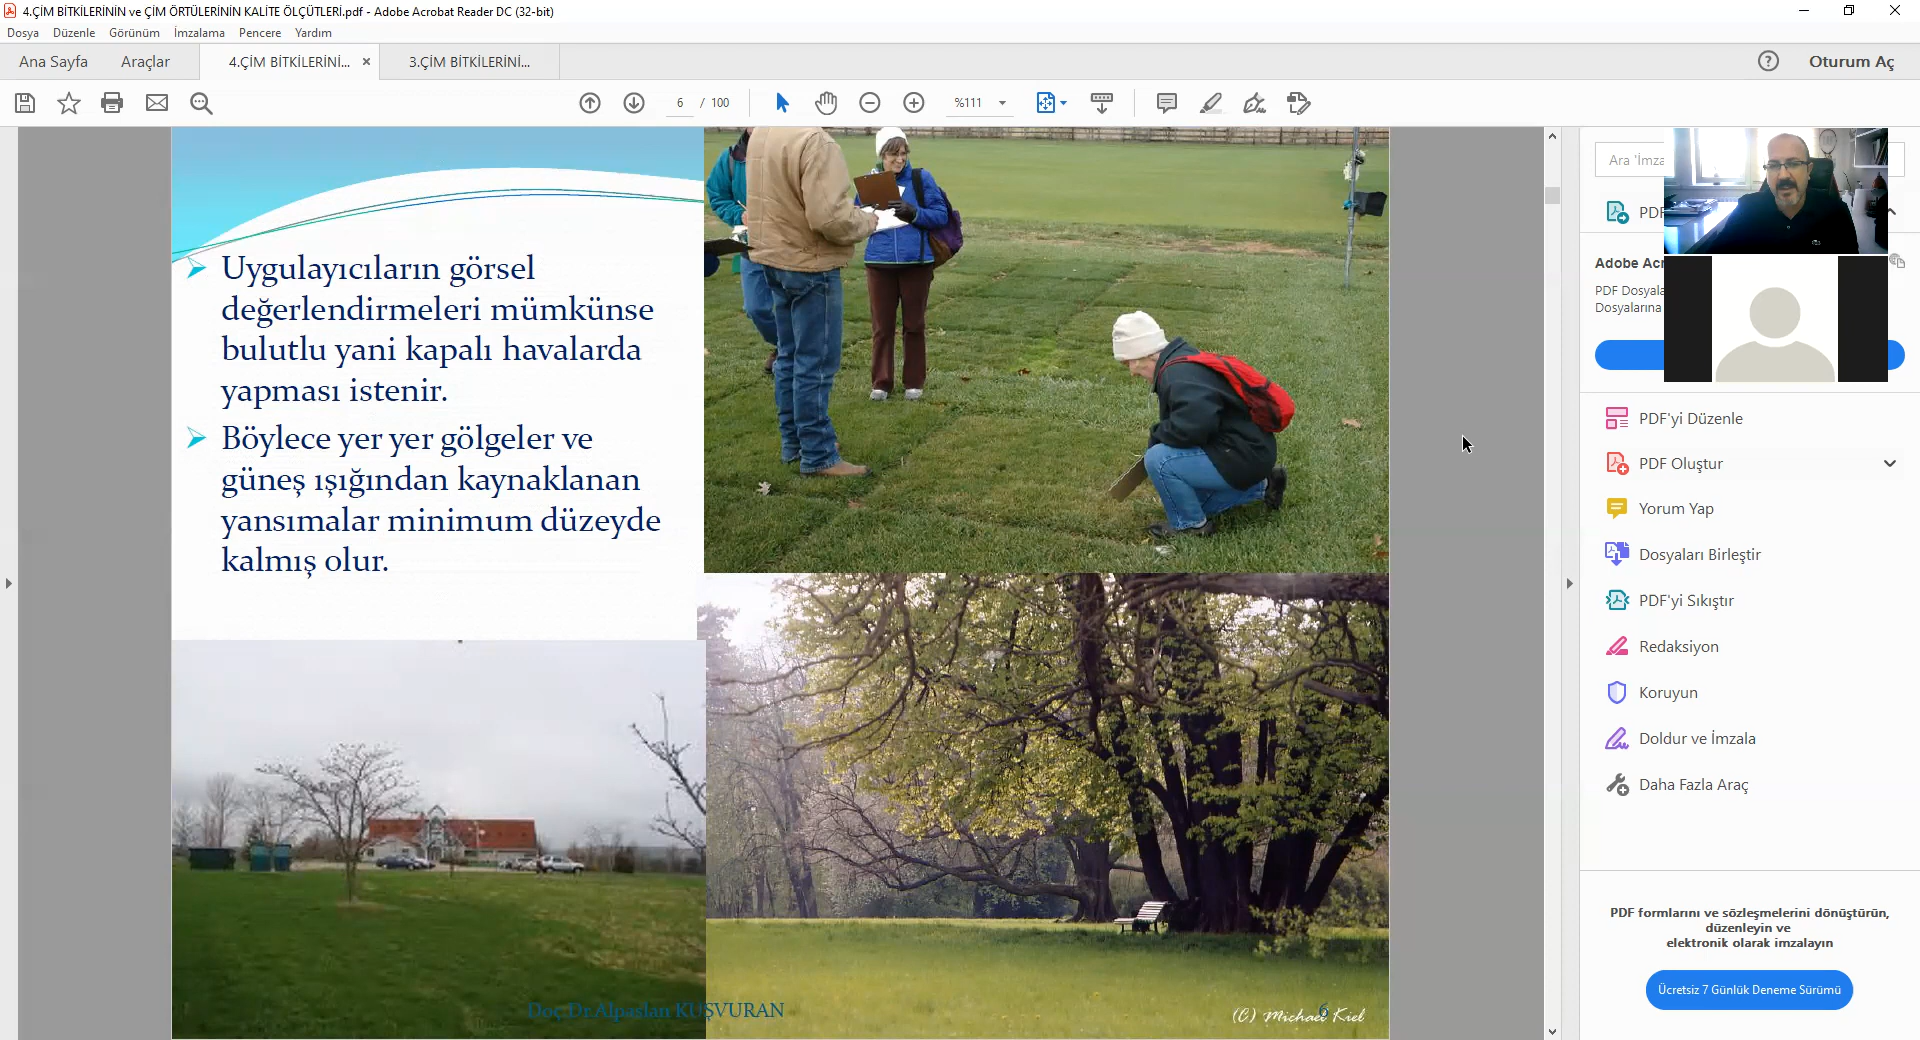 4.ÇİM BİTKİLERİNİN ve ÇİM ÖRTÜLERİNİN KALİTE ÖLÇÜTLERİ.pdf - Adobe Acrobat Reader DC (32-bit)
Dosya Düzenle Görünüm İmzalama Pencere Yardım
Ana Sayfa Araçlar 4.ÇİM BİTKİLERİNİ... 3.ÇİM BİTKİLERİNİ... Oturum Aç
6 / 100 %111
Uygulayıcıların görsel
değerlendirmeleri mümkünse
bulutlu yani kapalı havalarda
yapması istenir.
Böylece yer yer gölgeler ve
güneş ışığından kaynaklanan
yansımalar minimum düzeyde
kalmış olur.
Doç.Dr.Alpaslan KUŞVURAN
6
(C) Michael Kiel
Ara 'İmza
PDF
Adobe Acr
PDF Dosyala
Dosyalarına
PDF'yi Düzenle
PDF Oluştur
Yorum Yap
Dosyaları Birleştir
PDF'yi Sıkıştır
Redaksiyon
Koruyun
Doldur ve İmzala
Daha Fazla Araç
PDF formlarını ve sözleşmelerini dönüştürün,
düzenleyin ve
elektronik olarak imzalayın
Ücretsiz 7 Günlük Deneme Sürümü